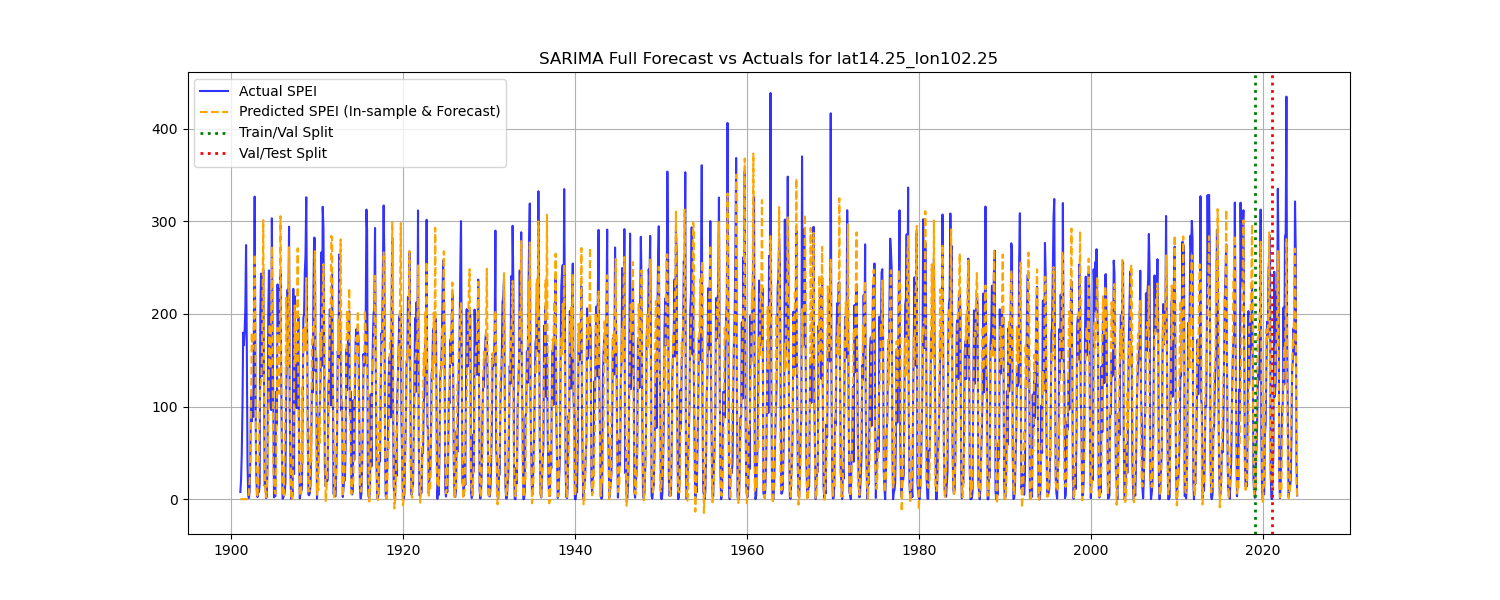 SARIMA Full Forecast vs Actuals for lat14.25_lon102.25
Actual SPEI
Predicted SPEI (In-sample & Forecast)
Train/Val Split
Val/Test Split
400
300
200
100
0
1900 1920 1940 1960 1980 2000 2020